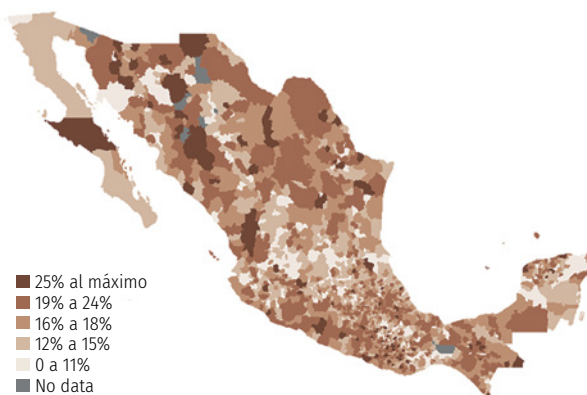 25% al máximo
19% a 24%
16% a 18%
12% a 15%
0 a 11%
No data